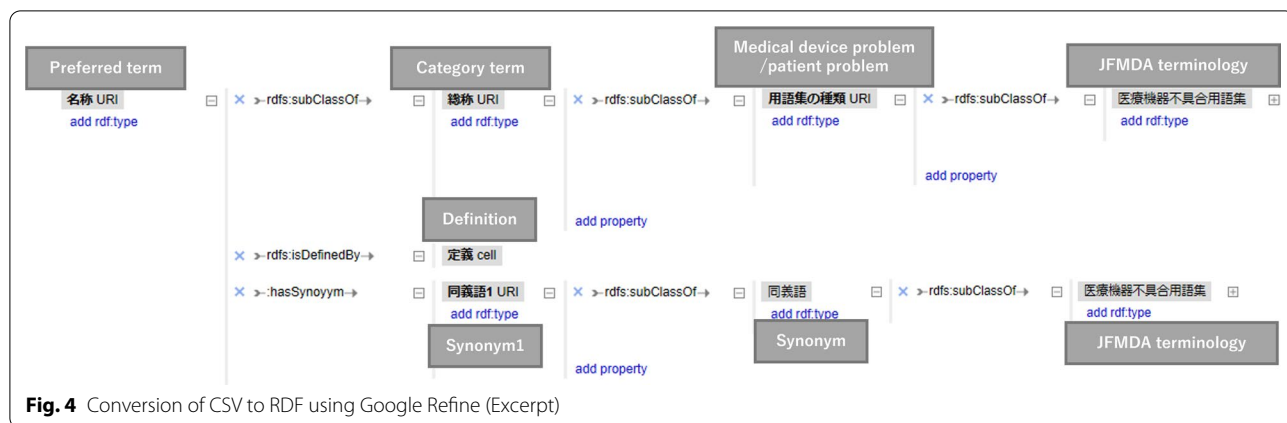 Preferred term
Category term
Medical device problem
/patient problem
JFMDA terminology
名称 URI
×
rdfs:subClassOf
総称 URI
×
rdfs:subClassOf
用語集の種類 URI
×
rdfs:subClassOf
医療機器不具合用語集
add rdf:type
add rdf:type
add rdf:type
add rdf:type
add property
add property
Definition
×
rdfs:isDefinedBy
定義 cell
×
:hasSynoyym
同義語1 URI
×
rdfs:subClassOf
同義語
×
rdfs:subClassOf
医療機器不具合用語集
add rdf:type
add rdf:type
add rdf:type
Synonym1
Synonym
JFMDA terminology
add property
Fig. 4 Conversion of CSV to RDF using Google Refine (Excerpt)